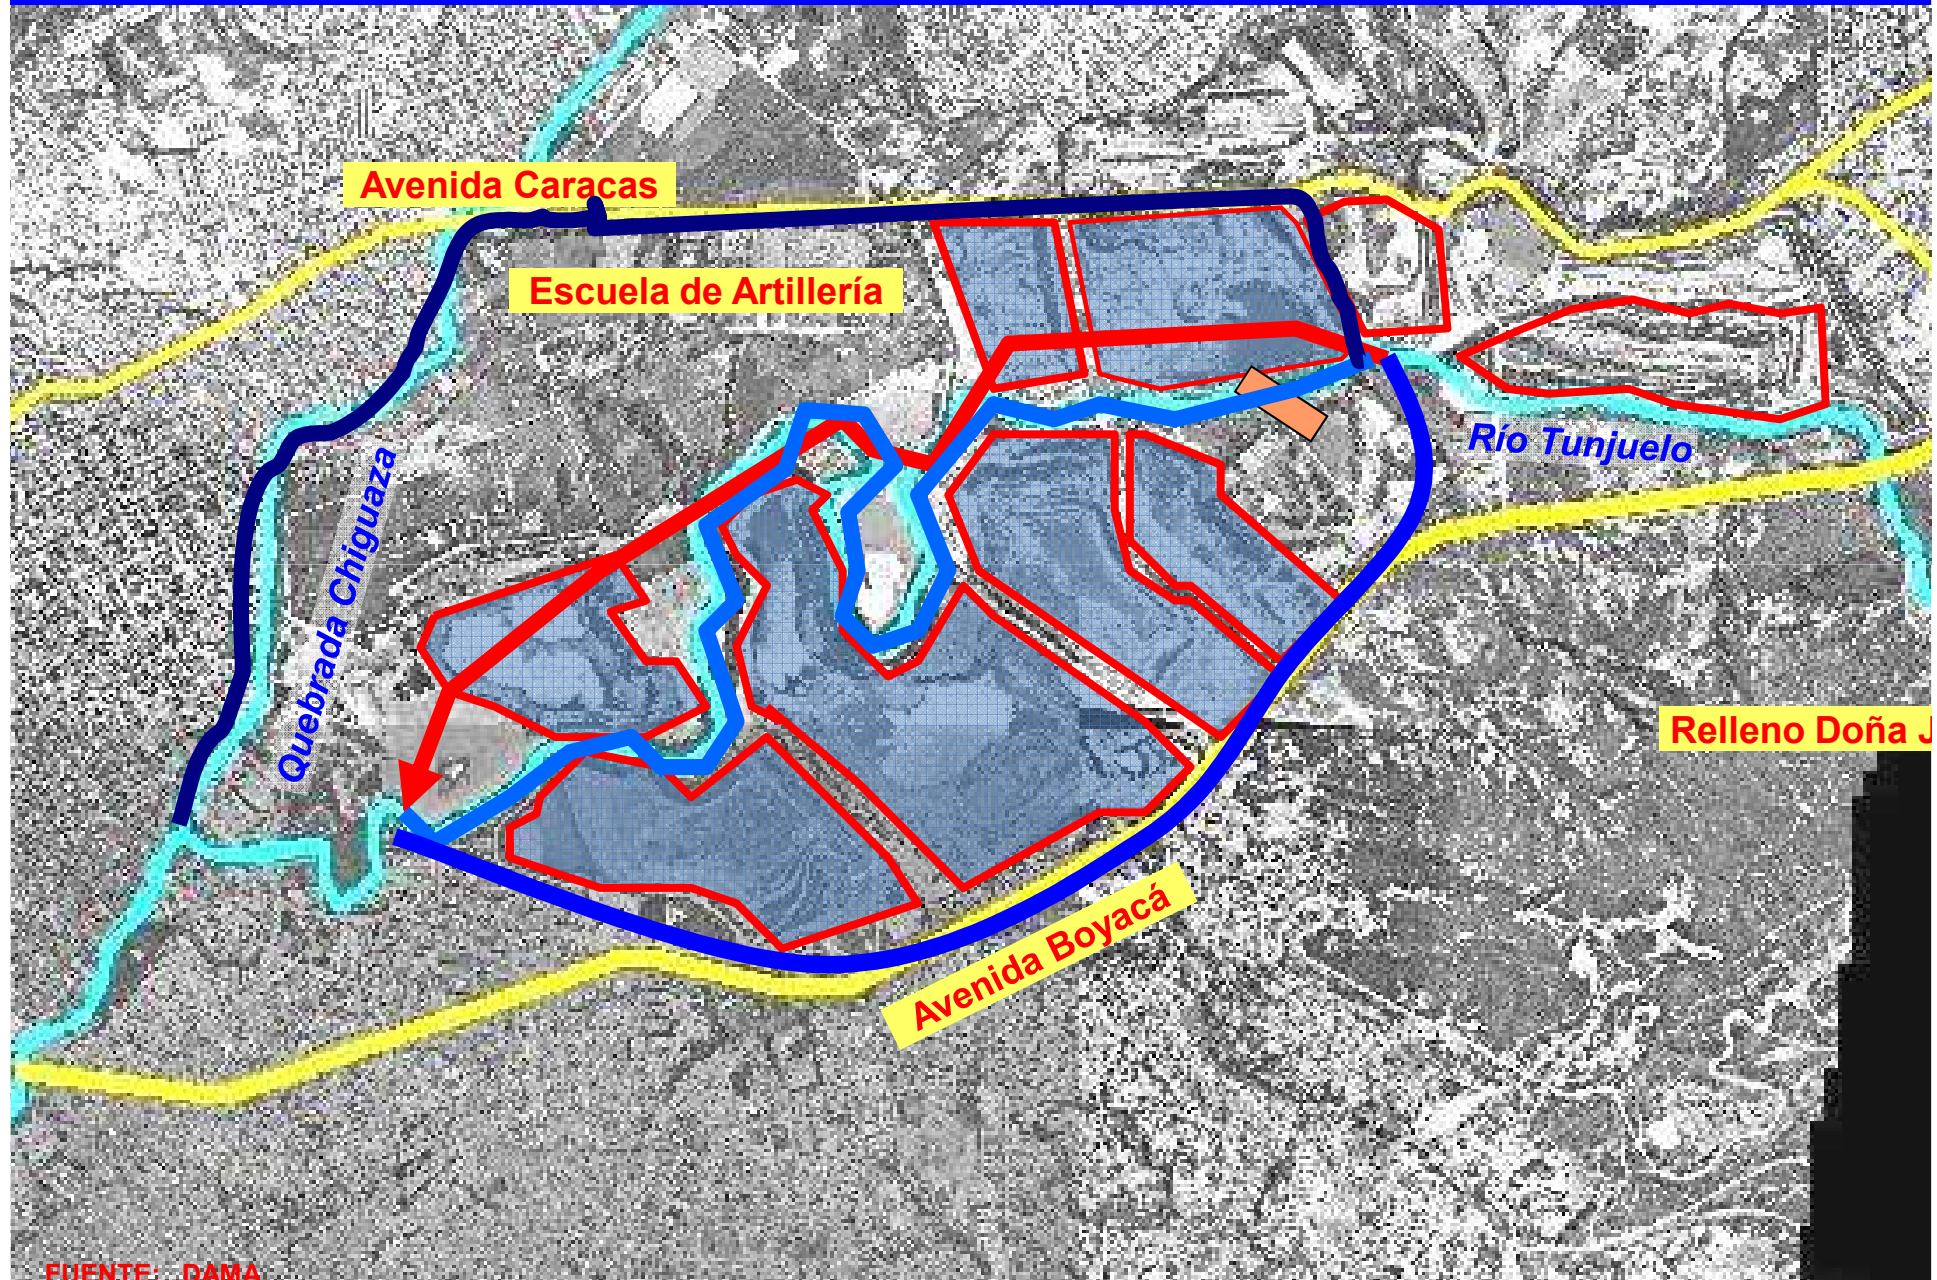 Avenida Caracas
Escuela de Artillería
Río Tunjuelo
Quebrada Chiguaza
Relleno Doña J
Avenida Boyacá
FUENTE: DAMA